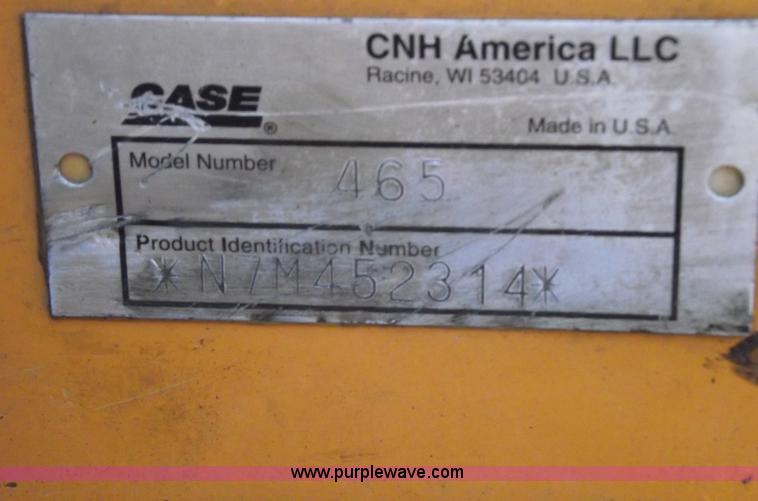 CNH America LLC
Racine, WI 53404 U.S.A.
CASE®
Made in U.S.A.
Model Number 465
Product Identification Number
*N7M452314*
www.purplewave.com